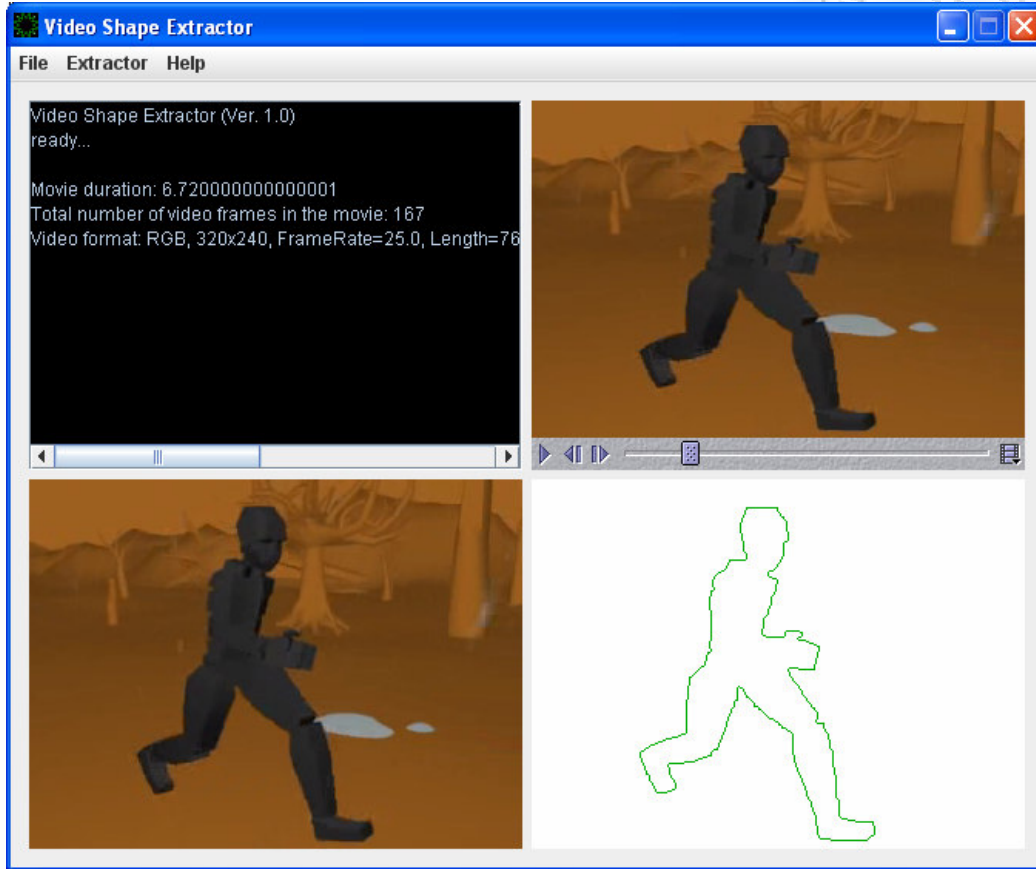 Video Shape Extractor
File Extractor Help
Video Shape Extractor (Ver. 1.0)
ready...
Movie duration: 6.720000000000001
Total number of video frames in the movie: 167
Video format: RGB, 320x240, FrameRate=25.0, Length=76